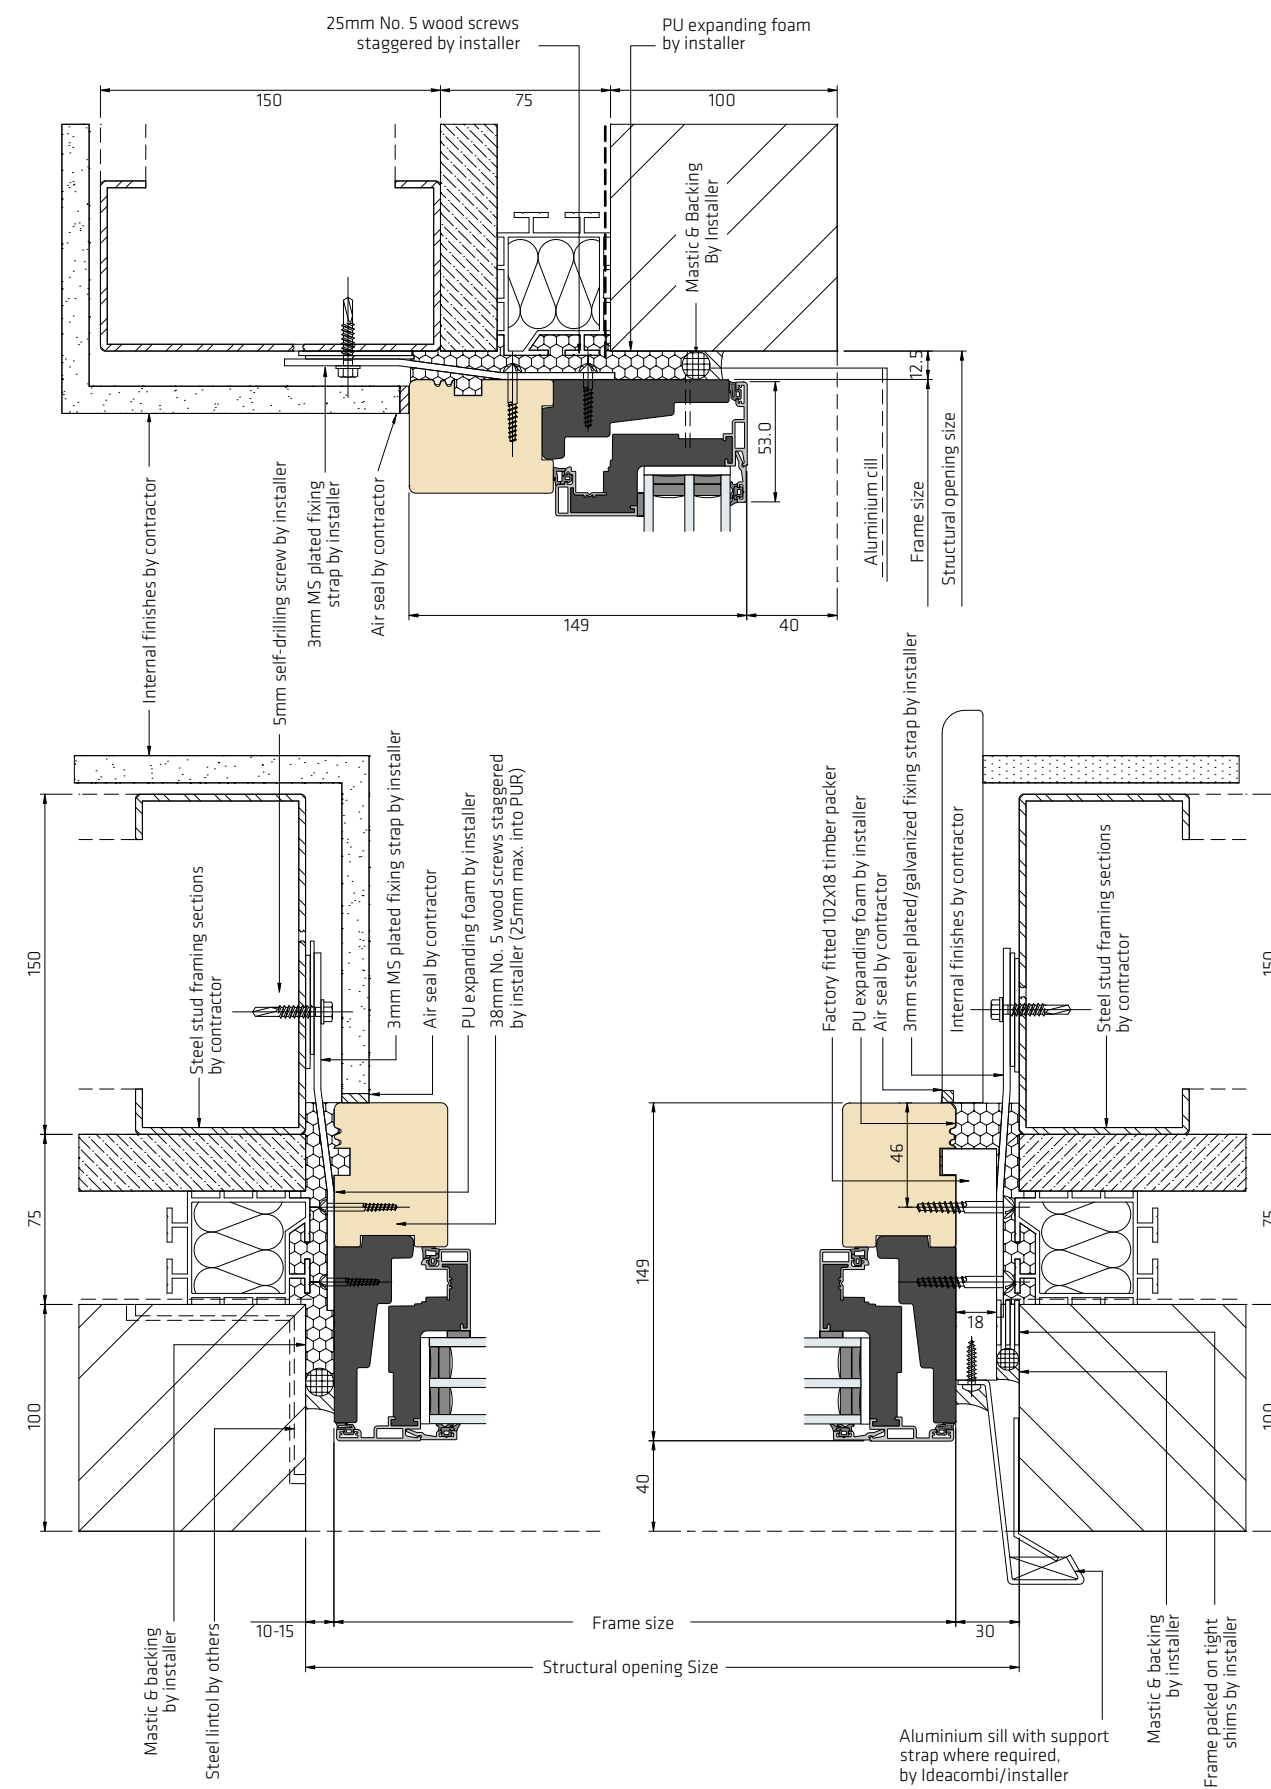 25mm No. 5 wood screws
staggered by installer
PU expanding foam
by installer
150
75
100
Mastic & Backing
By Installer
12.5
53.0
Aluminium cill
Frame size
Structural opening size
149
40
Internal finishes by contractor
5mm self-drilling screw by installer
3mm MS plated fixing
strap by installer
Air seal by contractor
150
75
100
Steel stud framing sections
by contractor
3mm MS plated fixing strap by installer
Air seal by contractor
PU expanding foam by installer
38mm No. 5 wood screws staggered
by installer (25mm max. into PUR)
Factory fitted 102x18 timber packer
PU expanding foam by installer
Air seal by contractor
3mm steel plated/galvanized fixing strap by installer
Internal finishes by contractor
Steel stud framing sections
by contractor
150
75
100
46
149
18
40
10-15
Frame size
30
Structural opening Size
Mastic & backing
by installer
Steel lintol by others
Aluminium sill with support
strap where required,
by Ideacombi/installer
Mastic & backing
by installer
Frame packed on tight
shims by installer